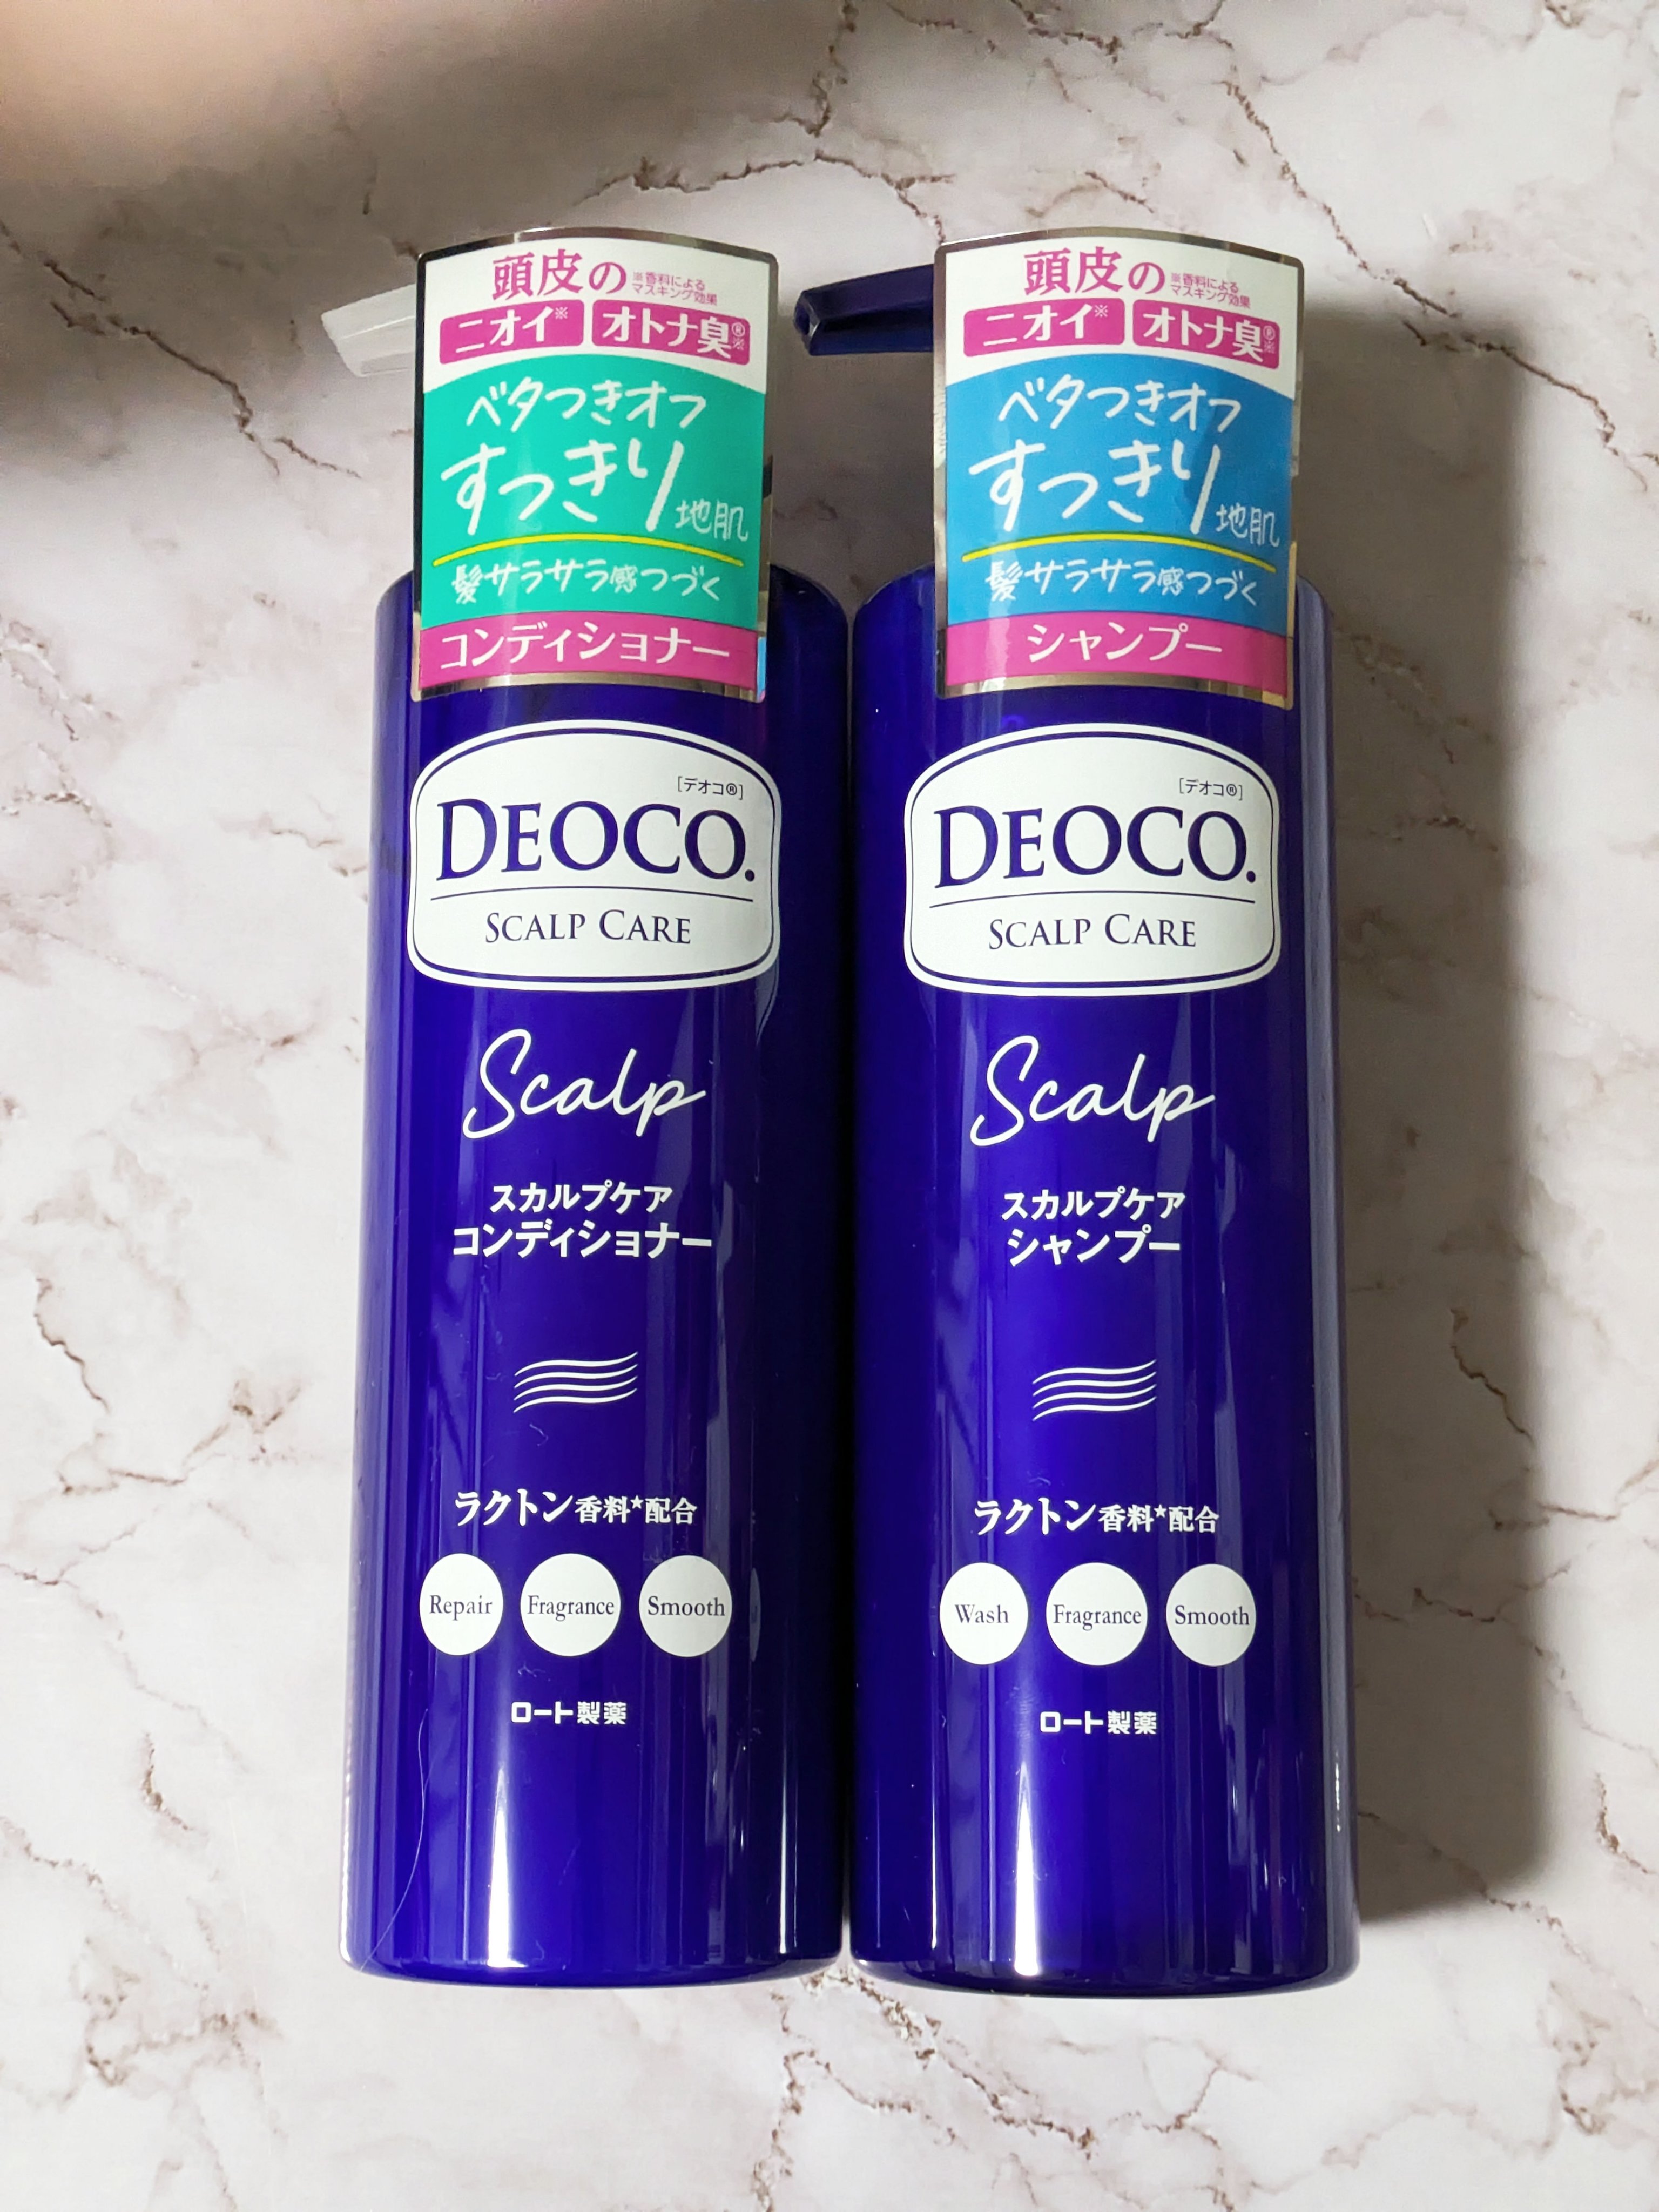 頭皮の ※香料による
マスキング効果
ニオイ※ オトナ臭®※
ベタつきオフ
すっきり地肌
髪サラサラ感つづく
コンディショナー
[デオコ®]
DEOCO.
SCALP CARE
Scalp
スカルプケア
コンディショナー
ラクトン香料★配合
Repair Fragrance Smooth
ロート製薬
頭皮の ※香料による
マスキング効果
ニオイ※ オトナ臭®※
ベタつきオフ
すっきり地肌
髪サラサラ感つづく
シャンプー
[デオコ®]
DEOCO.
SCALP CARE
Scalp
スカルプケア
シャンプー
ラクトン香料★配合
Wash Fragrance Smooth
ロート製薬